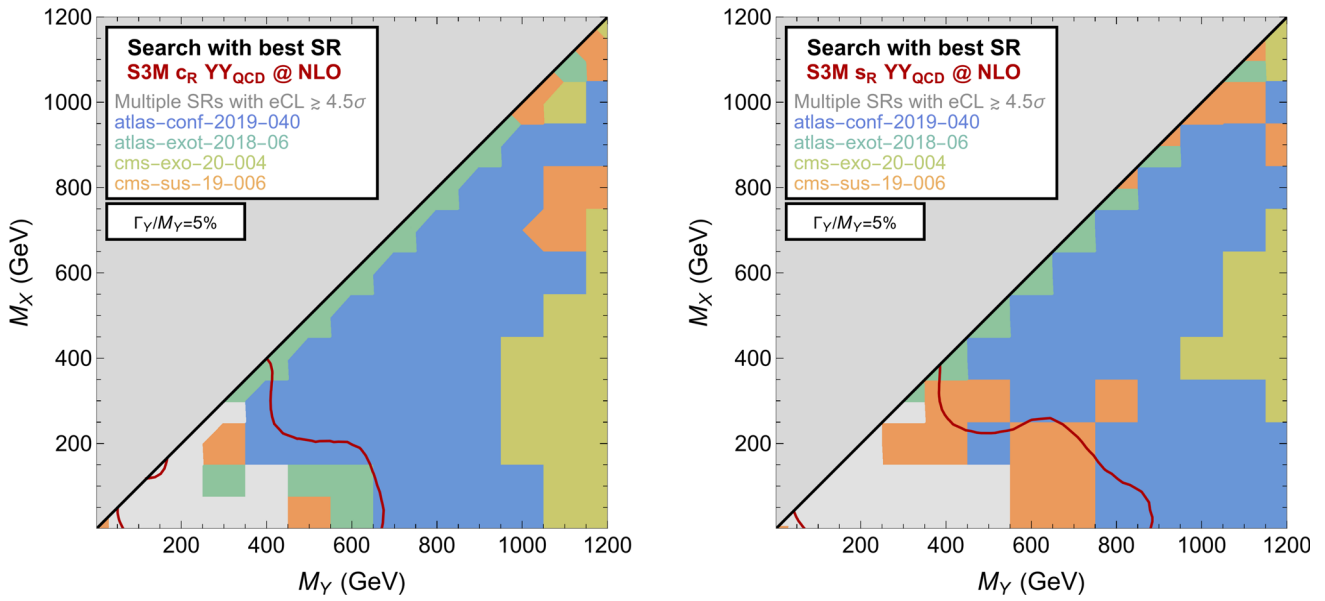 Search with best SR
S3M c_R YY_QCD @ NLO
Multiple SRs with eCL ≳ 4.5σ
atlas-conf-2019-040
atlas-exot-2018-06
cms-exo-20-004
cms-sus-19-006
Γ_Y/M_Y=5%
1200
1000
800
600
400
200
M_X (GeV)
200 400 600 800 1000 1200
M_Y (GeV)
Search with best SR
S3M s_R YY_QCD @ NLO
Multiple SRs with eCL ≳ 4.5σ
atlas-conf-2019-040
atlas-exot-2018-06
cms-exo-20-004
cms-sus-19-006
Γ_Y/M_Y=5%
1200
1000
800
600
400
200
M_X (GeV)
200 400 600 800 1000 1200
M_Y (GeV)